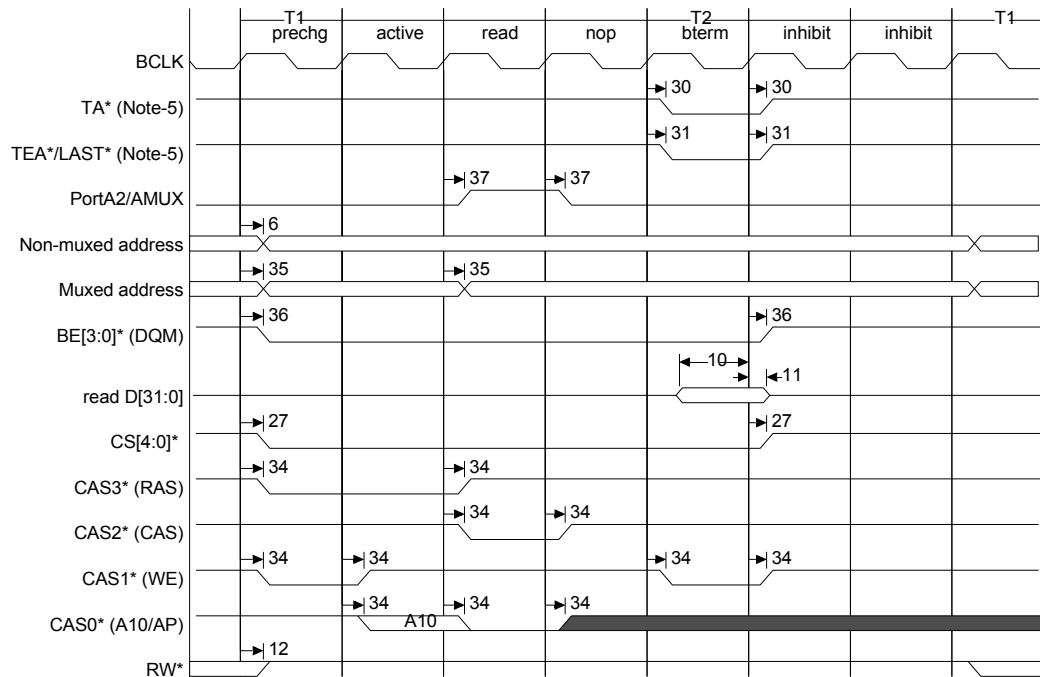 T1 T2 T1
prechg active read nop bterm inhibit inhibit
BCLK
30 30
TA* (Note-5)
31 31
TEA*/LAST* (Note-5)
37 37
PortA2/AMUX
6
Non-muxed address
35 35
Muxed address
36 36
BE[3:0]* (DQM)
10
11
read D[31:0]
27 27
CS[4:0]*
34 34
CAS3* (RAS)
34 34
CAS2* (CAS)
34 34 34 34
CAS1* (WE)
34 34 34
A10
CAS0* (A10/AP)
12
RW*